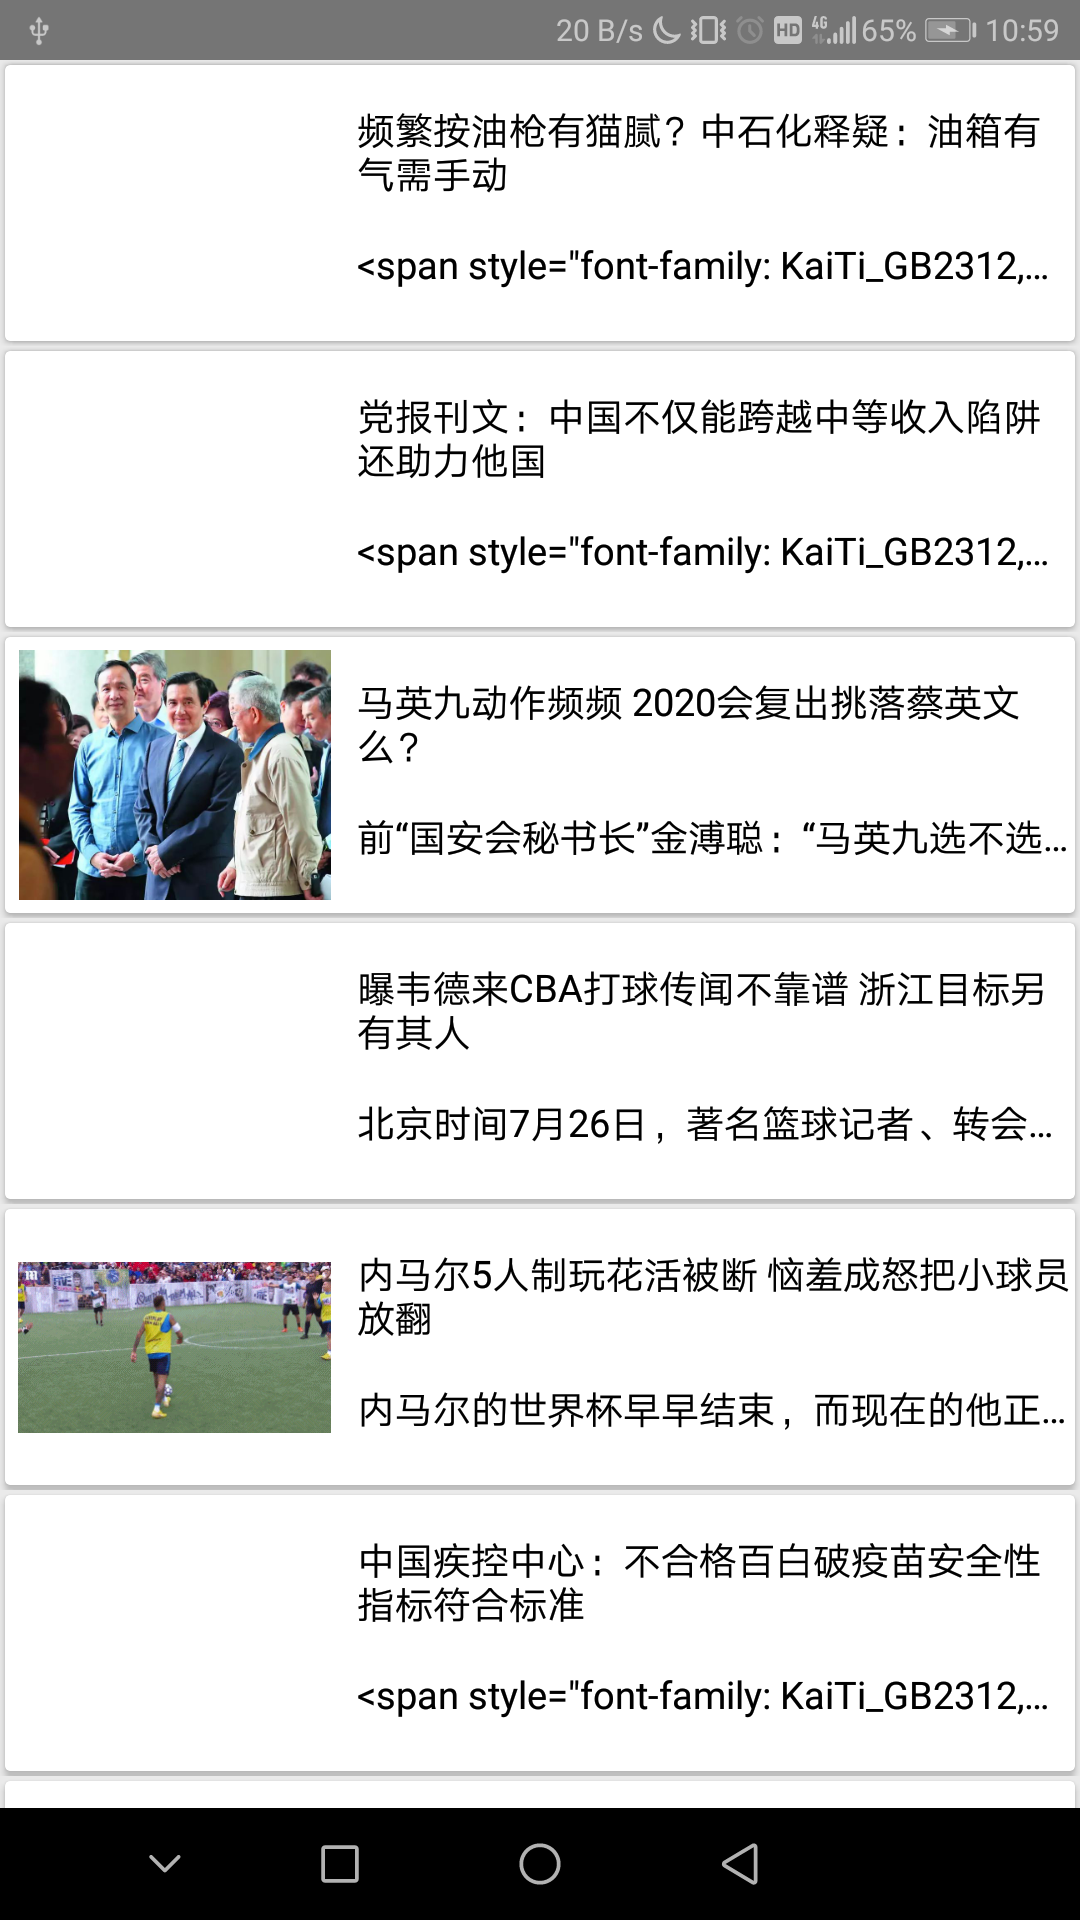 20 B/s HD 4G 65% 10:59
频繁按油枪有猫腻？中石化释疑：油箱有
气需手动
<span style="font-family: KaiTi_GB2312,...
党报刊文：中国不仅能跨越中等收入陷阱
还助力他国
<span style="font-family: KaiTi_GB2312,...
马英九动作频频 2020会复出挑落蔡英文
么？
前“国安会秘书长”金溥聪：“马英九选不选...
曝韦德来CBA打球传闻不靠谱 浙江目标另
有其人
北京时间7月26日，著名篮球记者、转会...
内马尔5人制玩花活被断 恼羞成怒把小球员
放翻
内马尔的世界杯早早结束，而现在的他正...
中国疾控中心：不合格百白破疫苗安全性
指标符合标准
<span style="font-family: KaiTi_GB2312,...